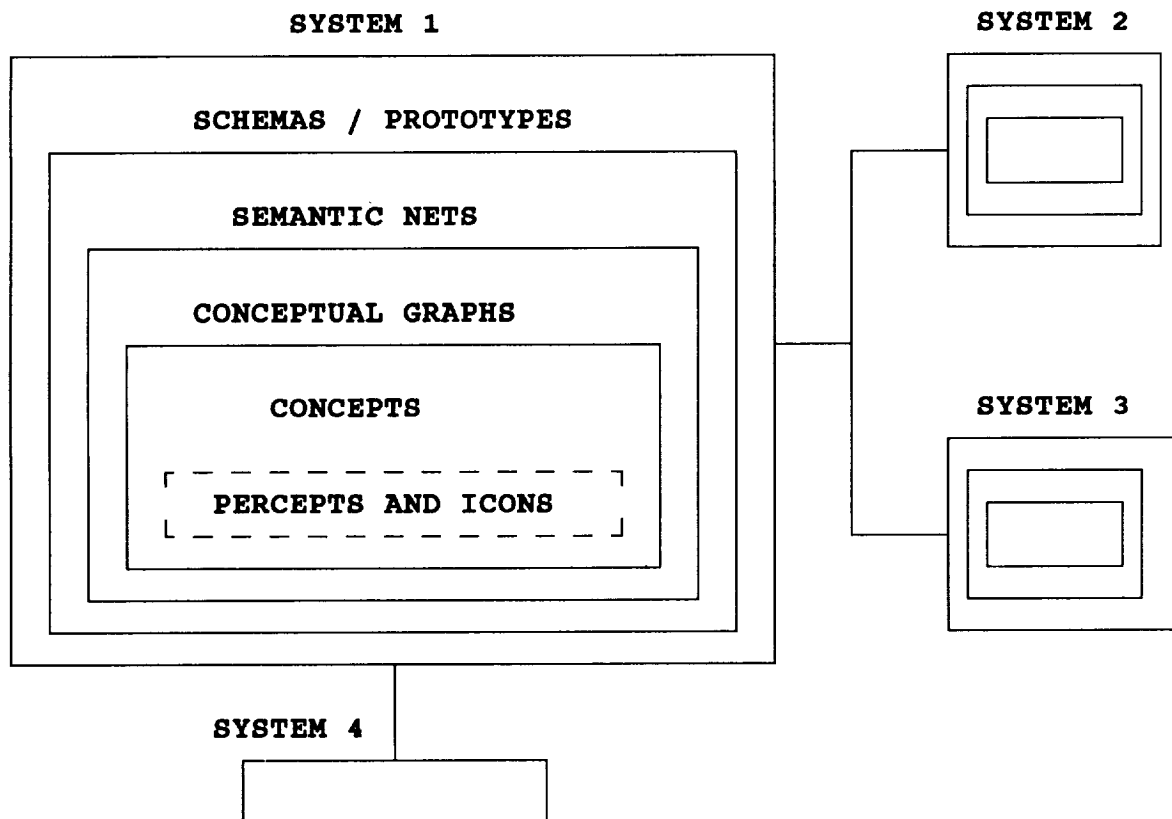 SYSTEM 1
SYSTEM 2
SCHEMAS / PROTOTYPES
SEMANTIC NETS
CONCEPTUAL GRAPHS
CONCEPTS
SYSTEM 3
PERCEPTS AND ICONS
SYSTEM 4